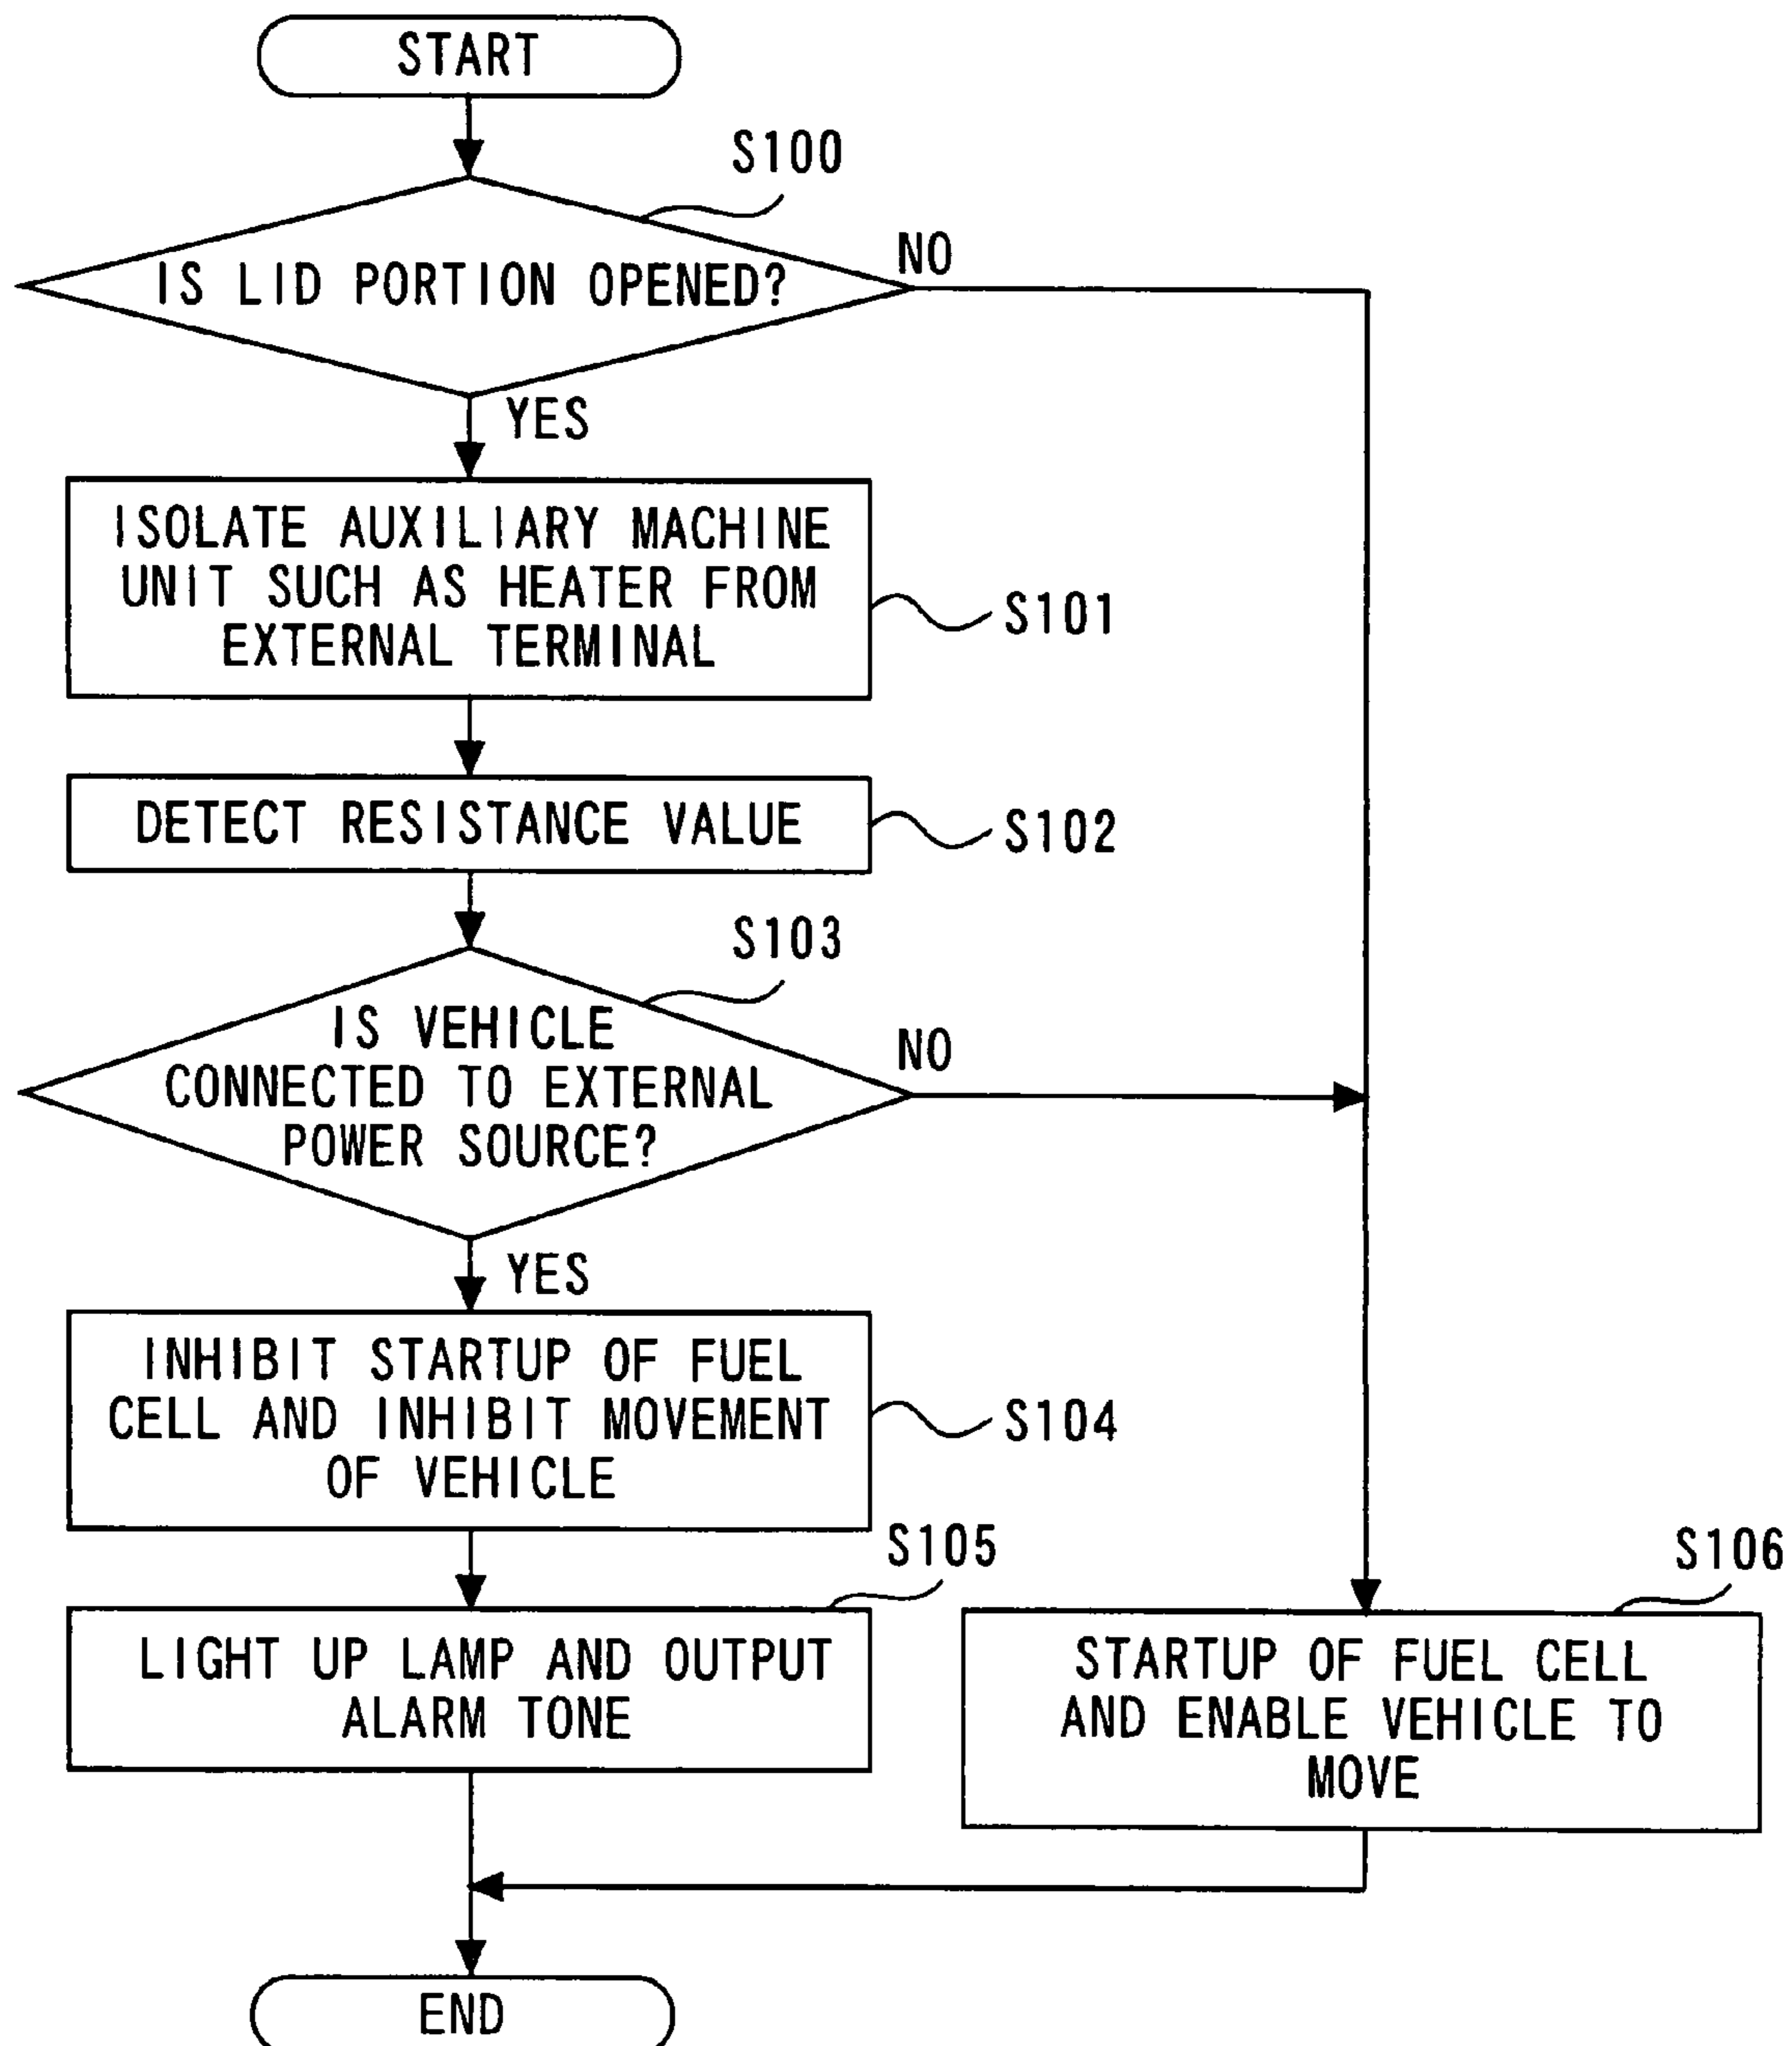 START
S100
IS LID PORTION OPENED?
NO
YES
ISOLATE AUXILIARY MACHINE
UNIT SUCH AS HEATER FROM
EXTERNAL TERMINAL
S101
DETECT RESISTANCE VALUE
S102
S103
IS VEHICLE
CONNECTED TO EXTERNAL
POWER SOURCE?
NO
YES
INHIBIT STARTUP OF FUEL
CELL AND INHIBIT MOVEMENT
OF VEHICLE
S104
S105
LIGHT UP LAMP AND OUTPUT
ALARM TONE
S106
STARTUP OF FUEL CELL
AND ENABLE VEHICLE TO
MOVE
END